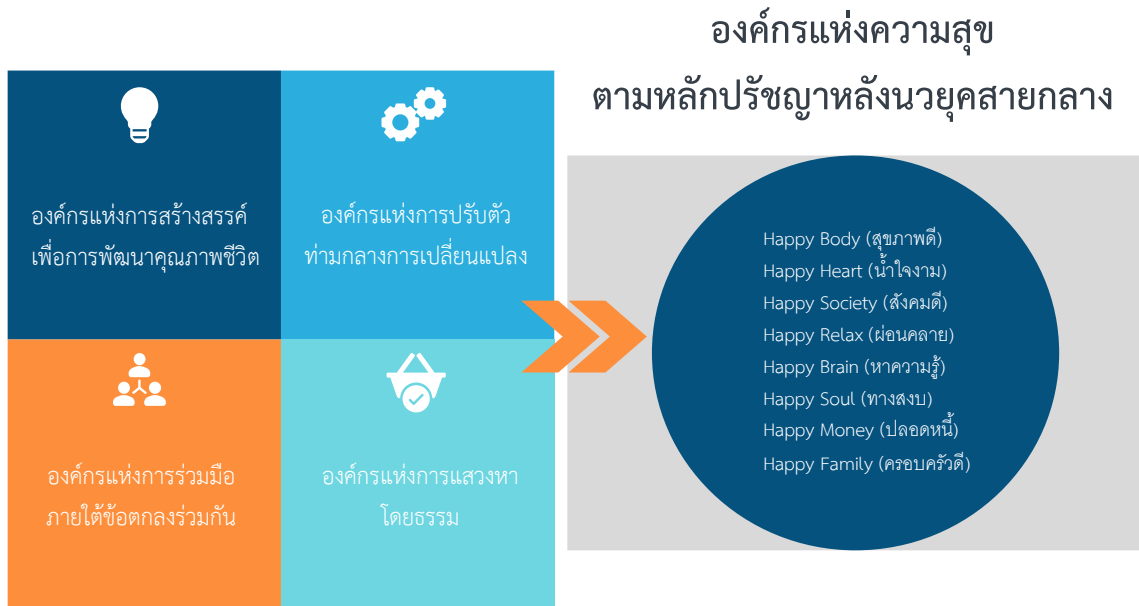 องค์กรแห่งความสุข
ตามหลักปรัชญาหลังนวยุคสายกลาง
องค์กรแห่งการสร้างสรรค์
เพื่อการพัฒนาคุณภาพชีวิต
องค์กรแห่งการปรับตัว
ท่ามกลางการเปลี่ยนแปลง
องค์กรแห่งการร่วมมือ
ภายใต้ข้อตกลงร่วมกัน
องค์กรแห่งการแสวงหา
โดยธรรม
Happy Body (สุขภาพดี)
Happy Heart (น้ำใจงาม)
Happy Society (สังคมดี)
Happy Relax (ผ่อนคลาย)
Happy Brain (หาความรู้)
Happy Soul (ทางสงบ)
Happy Money (ปลอดหนี้)
Happy Family (ครอบครัวดี)